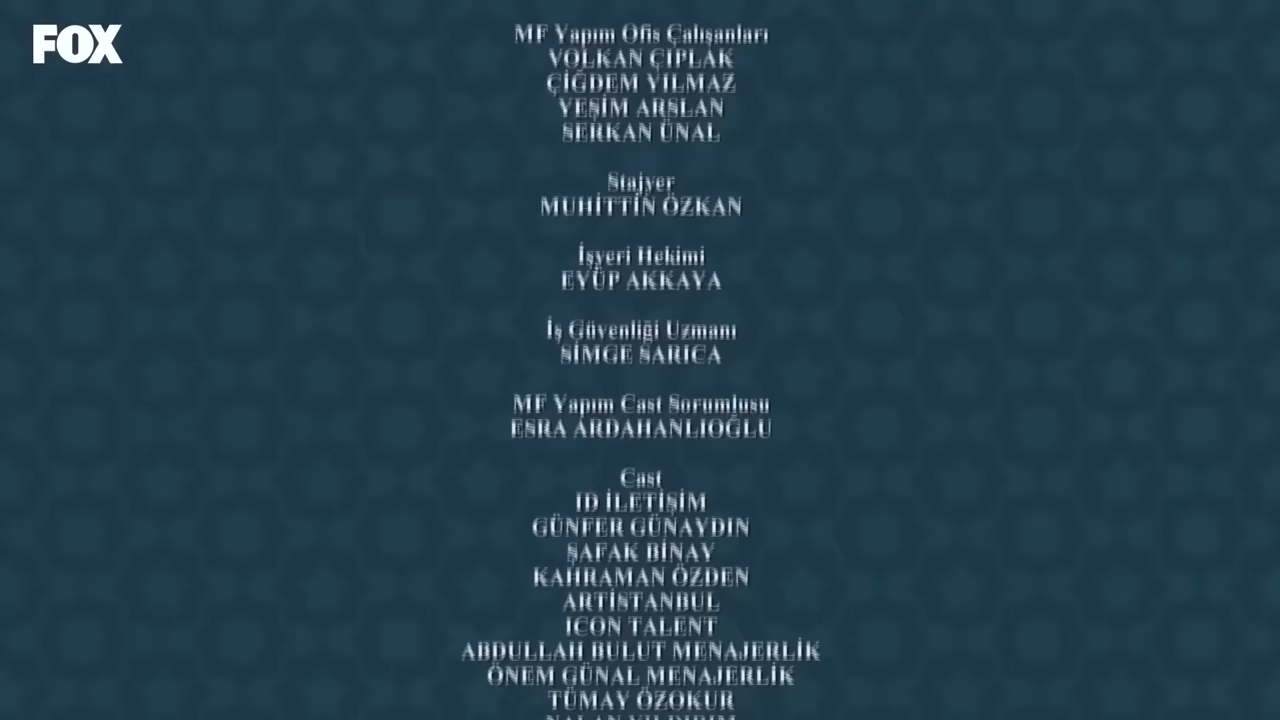 FOX
MF Yapım Ofis Çalışanları
VOLKAN ÇIPLAK
ÇİĞDEM YILMAZ
YEŞİM ARSLAN
SERKAN ÜNAL
Stajyer
MUHİTTİN ÖZKAN
İşyeri Hekimi
EYÜP AKKAYA
İş Güvenliği Uzmanı
SİMGE SARICA
MF Yapım Cast Sorumlusu
ESRA ARDAHANLIOĞLU
Cast
ID İLETİŞİM
GÜNFER GÜNAYDIN
ŞAFAK BİNAY
KAHRAMAN ÖZDEN
ARTİSTANBUL
ICON TALENT
ABDULLAH BULUT MENAJERLİK
ÖNEM GÜNAL MENAJERLİK
TÜMAY ÖZOKUR